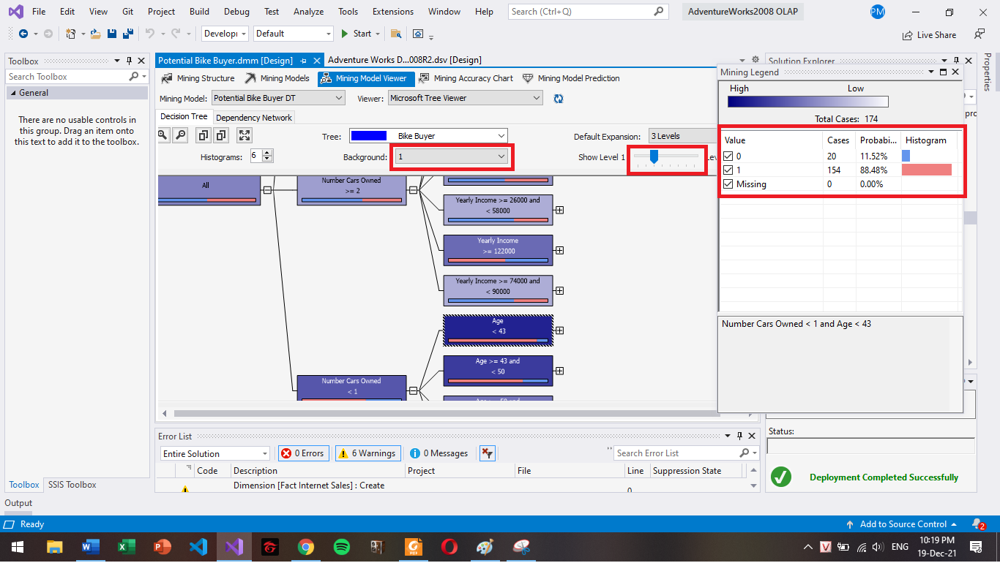 File Edit View Git Project Build Debug Test Analyze Tools Extensions Window Help Search (Ctrl+Q) AdventureWorks2008 OLAP PM
Developr Default Start Live Share
Toolbox
Search Toolbox
General
There are no usable controls in
this group. Drag an item onto
this text to add it to the toolbox.
Toolbox SSIS Toolbox
Potential Bike Buyer.dmm [Design] Adventure Works D...008R2.dsv [Design]
Mining Structure Mining Models Mining Model Viewer Mining Accuracy Chart Mining Model Prediction
Mining Model: Potential Bike Buyer DT Viewer: Microsoft Tree Viewer
Decision Tree Dependency Network
Tree: Bike Buyer Default Expansion: 3 Levels
Histograms: 6 Background: 1 Show Level 1
All
Number Cars Owned
>= 2
Yearly Income >= 26000 and
< 58000
Yearly Income
>= 122000
Yearly Income >= 74000 and
< 90000
Age
< 43
Age >= 43 and
< 50
Number Cars Owned
< 1
Solution Explorer
Properties
Mining Legend
High Low
Total Cases: 174
Value Cases Probabi... Histogram
0 20 11.52%
1 154 88.48%
Missing 0 0.00%
Number Cars Owned < 1 and Age < 43
Status:
Deployment Completed Successfully
Error List
Entire Solution 0 Errors 6 Warnings 0 Messages Search Error List
Code Description Project File Line Suppression State
Dimension [Fact Internet Sales] : Create 0
Output
Ready Add to Source Control 2
ENG 10:19 PM
19-Dec-21